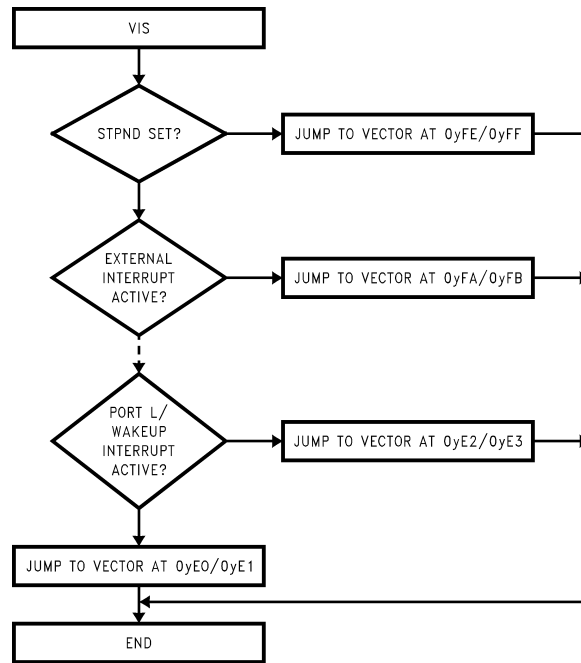 VIS
STPND SET?
JUMP TO VECTOR AT 0yFE/0yFF
EXTERNAL
INTERRUPT
ACTIVE?
JUMP TO VECTOR AT 0yFA/0yFB
PORT L/
WAKEUP
INTERRUPT
ACTIVE?
JUMP TO VECTOR AT 0yE2/0yE3
JUMP TO VECTOR AT 0yE0/0yE1
END